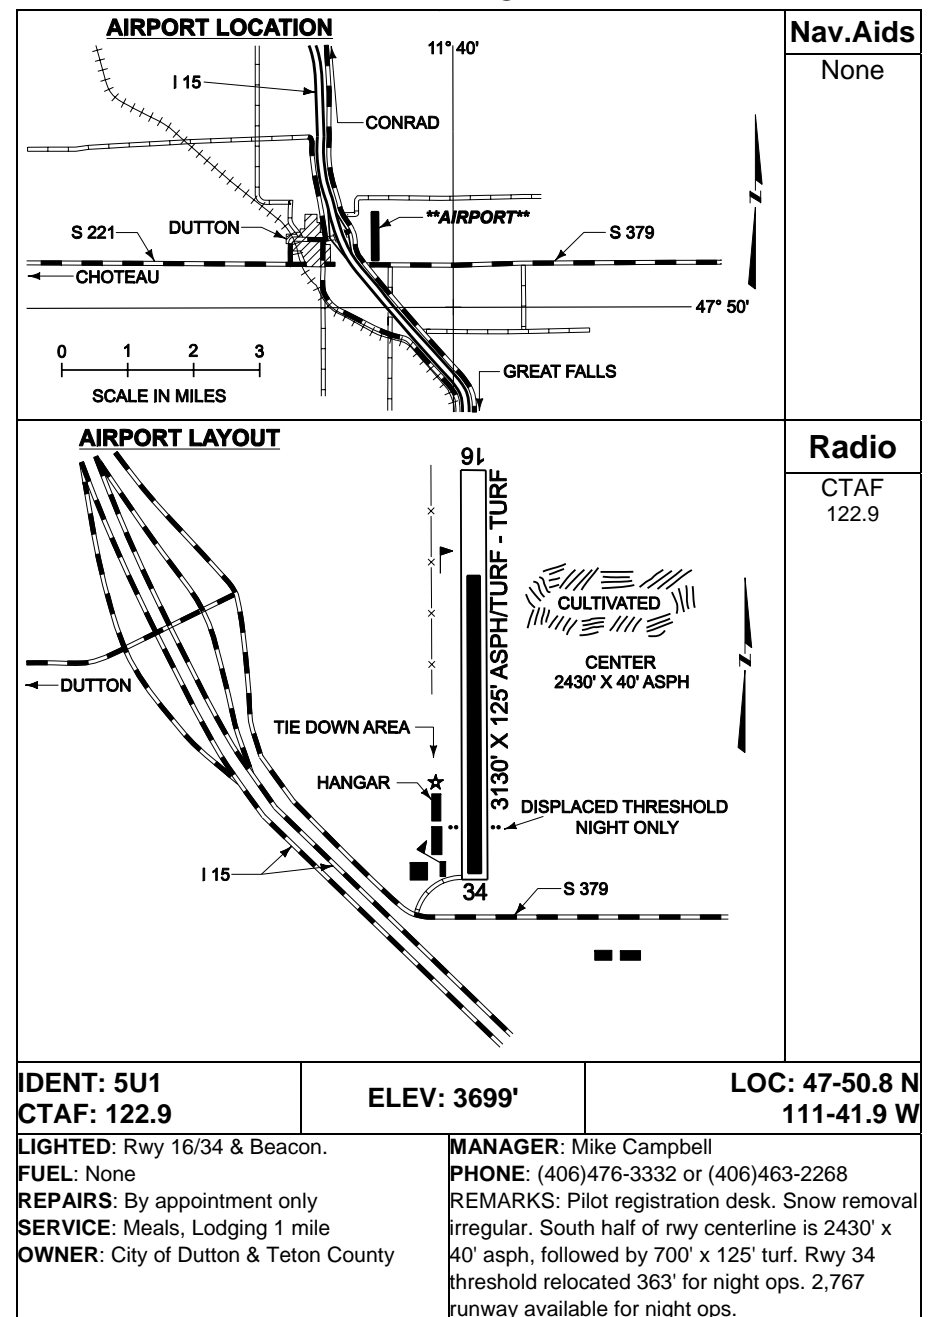 AIRPORT LOCATION
11° 40'
I 15
CONRAD
**AIRPORT**
DUTTON
S 221
S 379
CHOTEAU
47° 50'
0 1 2 3
SCALE IN MILES
GREAT FALLS
N
Nav.Aids
None
AIRPORT LAYOUT
16
3130' X 125' ASPH/TURF - TURF
CULTIVATED
CENTER
2430' X 40' ASPH
N
DUTTON
TIE DOWN AREA
HANGAR
DISPLACED THRESHOLD
NIGHT ONLY
I 15
34
S 379
Radio
CTAF
122.9
IDENT: 5U1
CTAF: 122.9
ELEV: 3699'
LOC: 47-50.8 N
111-41.9 W
LIGHTED: Rwy 16/34 & Beacon.
FUEL: None
REPAIRS: By appointment only
SERVICE: Meals, Lodging 1 mile
OWNER: City of Dutton & Teton County
MANAGER: Mike Campbell
PHONE: (406)476-3332 or (406)463-2268
REMARKS: Pilot registration desk. Snow removal
irregular. South half of rwy centerline is 2430' x
40' asph, followed by 700' x 125' turf. Rwy 34
threshold relocated 363' for night ops. 2,767
runway available for night ops.